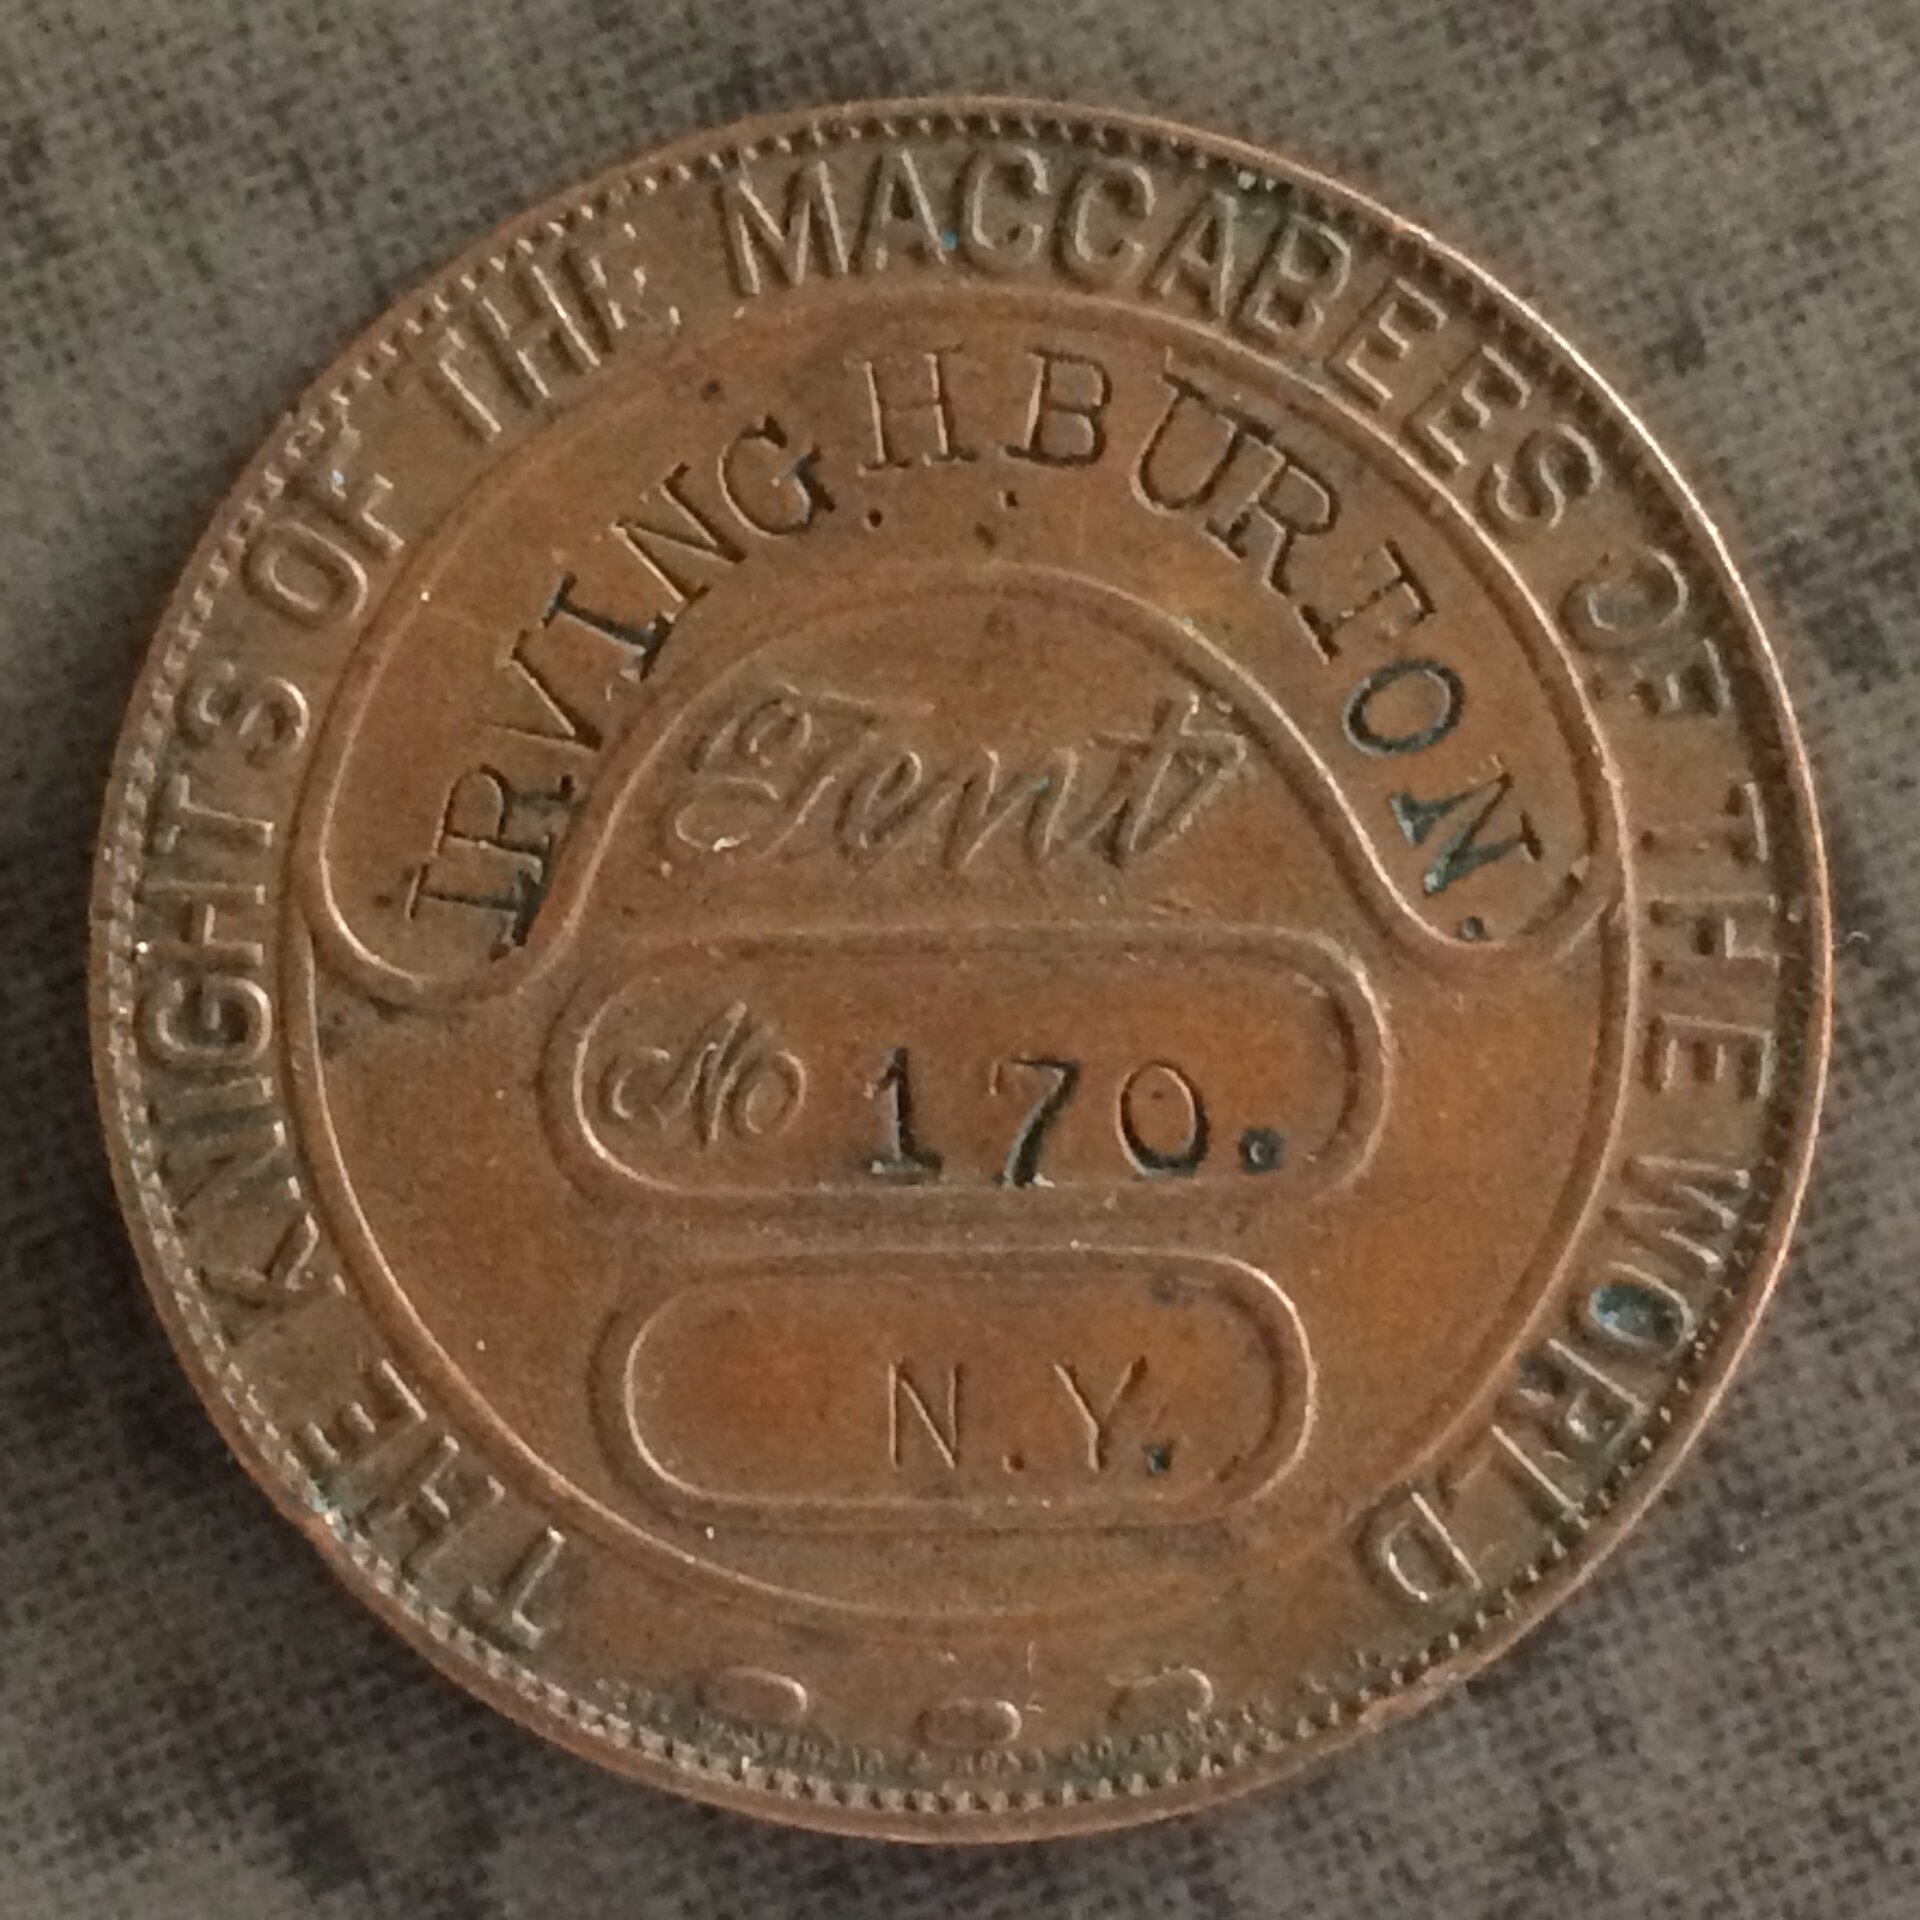 THE KNIGHTS OF THE MACCABEES OF THE WORLD
IRVING H. BURTON.
Tent
No 170.
N.Y.